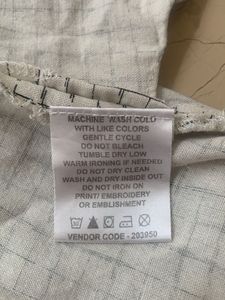 MACHINE WASH COLD
WITH LIKE COLORS
GENTLE CYCLE
DO NOT BLEACH
TUMBLE DRY LOW
WARM IRONING IF NEEDED
DO NOT DRY CLEAN
WASH AND DRY INSIDE OUT
DO NOT IRON ON
PRINT/ EMBROIDERY
OR EMBLISHMENT
VENDOR CODE - 203950